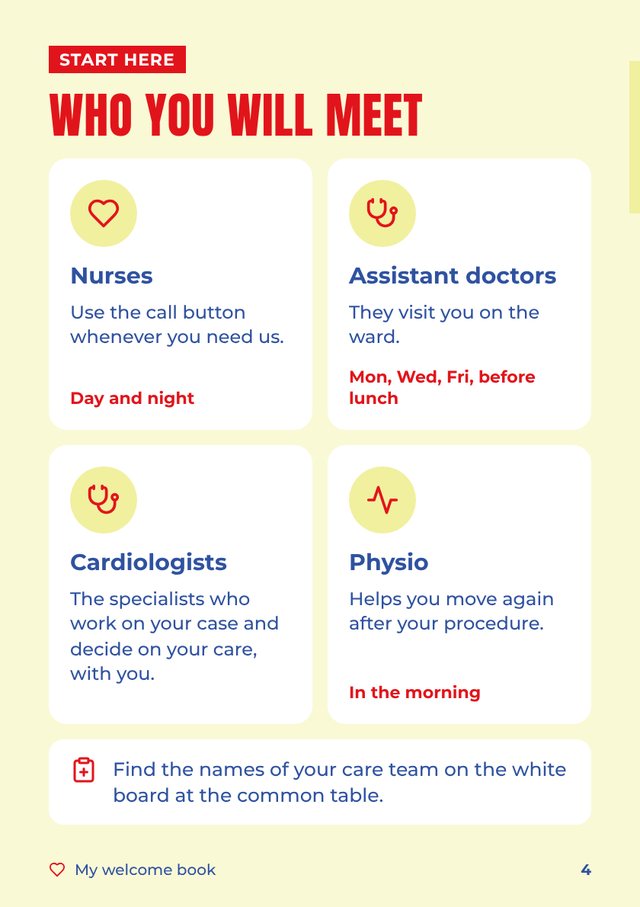 START HERE
WHO YOU WILL MEET
Nurses
Use the call button
whenever you need us.
Day and night
Assistant doctors
They visit you on the
ward.
Mon, Wed, Fri, before
lunch
Cardiologists
The specialists who
work on your case and
decide on your care,
with you.
Physio
Helps you move again
after your procedure.
In the morning
Find the names of your care team on the white
board at the common table.
My welcome book
4